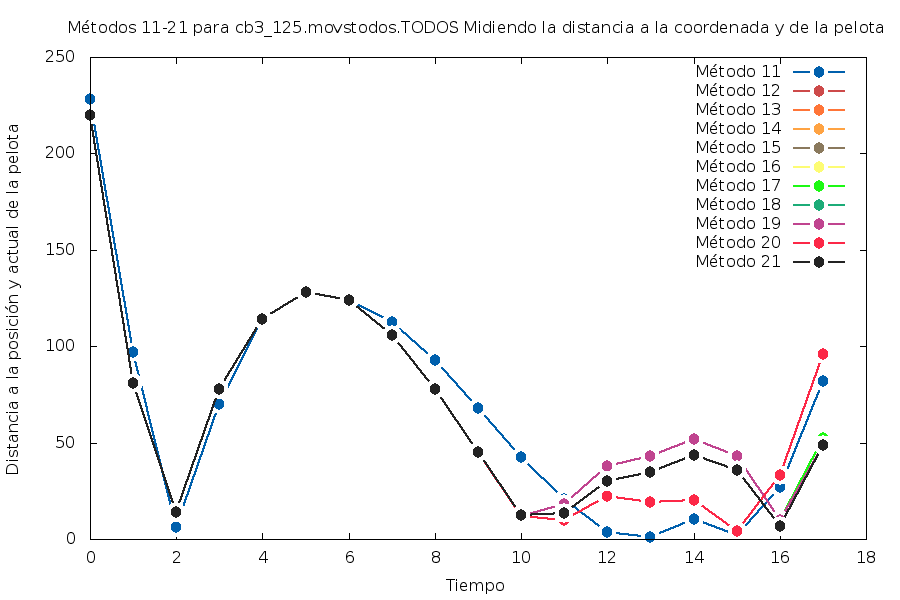 Métodos 11-21 para cb3_125.movstodos.TODOS Midiendo la distancia a la coordenada y de la pelota
250
200
150
100
50
0
Distancia a la posición y actual de la pelota
Método 11
Método 12
Método 13
Método 14
Método 15
Método 16
Método 17
Método 18
Método 19
Método 20
Método 21
0 2 4 6 8 10 12 14 16 18
Tiempo